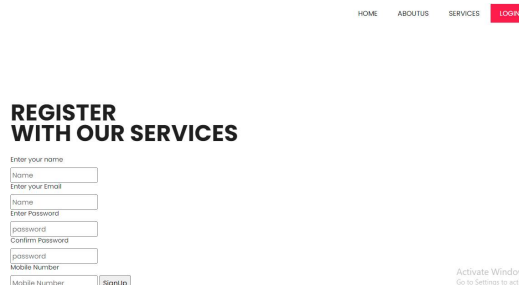 HOME ABOUTUS SERVICES LOGIN
REGISTER
WITH OUR SERVICES
Enter your name
Name
Enter your Email
Name
Enter Password
password
Confirm Password
password
Mobile Number
Mobile Number SignUp
Activate Window
Go to Settings to act